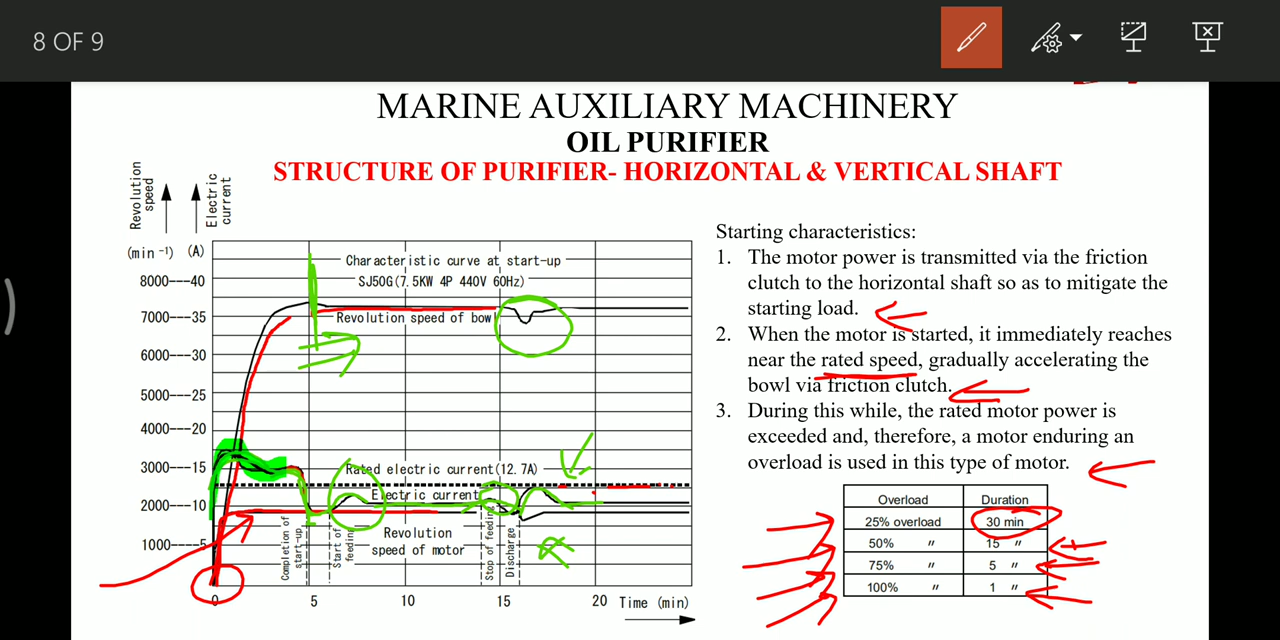 8 OF 9
MARINE AUXILIARY MACHINERY
OIL PURIFIER
STRUCTURE OF PURIFIER- HORIZONTAL & VERTICAL SHAFT
Revolution speed
Electric current
(min⁻¹) (A)
Characteristic curve at start-up
SJ50G(7.5KW 4P 440V 60Hz)
8000---40
7000---35
Revolution speed of bowl
6000---30
5000---25
4000---20
3000---15
Rated electric current(12.7A)
Electric current
2000---10
Revolution
speed of motor
1000---5
Completion of start-up
Start of feeding
Stop of feeding
Discharge
0 5 10 15 20 Time (min)
Starting characteristics:
1. The motor power is transmitted via the friction
clutch to the horizontal shaft so as to mitigate the
starting load.
2. When the motor is started, it immediately reaches
near the rated speed, gradually accelerating the
bowl via friction clutch.
3. During this while, the rated motor power is
exceeded and, therefore, a motor enduring an
overload is used in this type of motor.
Overload Duration
25% overload 30 min
50% 〃 15 〃
75% 〃 5 〃
100% 〃 1 〃